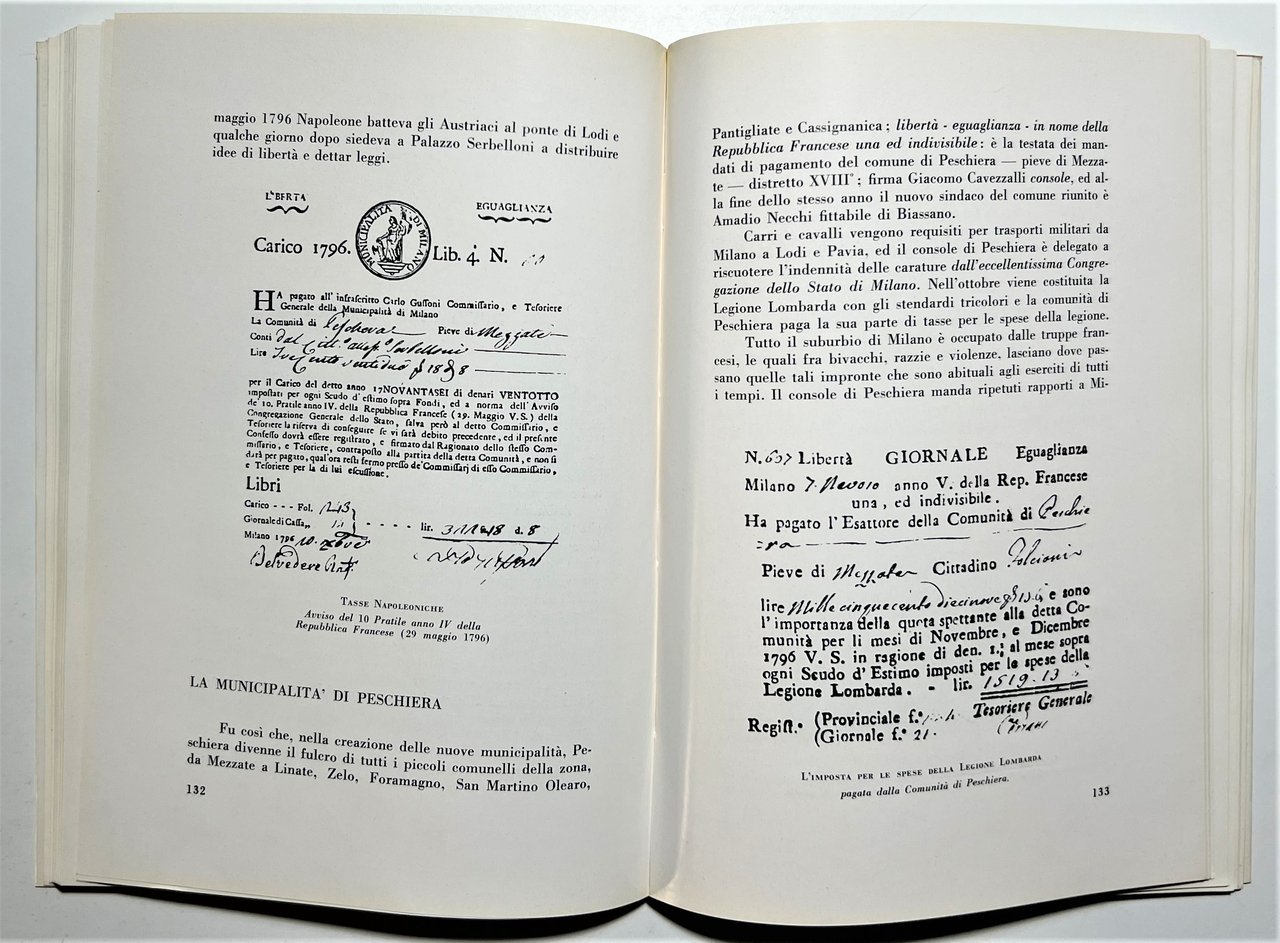 maggio 1796 Napoleone batteva gli Austriaci al ponte di Lodi e
qualche giorno dopo siedeva a Palazzo Serbelloni a distribuire
idee di libertà e dettar leggi.
EGUAGLIANZA
MUNICIPALITA DI MILANO
Carico 1796. Lib. 4. N.
HA pagato all' infrascritto Carlo Guffoni Commissario, e Tesoriere
Generale della Municipalità di Milano
La Comunità di Peschiera Pieve di Mezzate
Conti dal Citt.º Serbelloni
Lire Trecento
per il Carico del detto anno 17NOVANTASEI di denari VENTOTTO
impostati per ogni Scudo d'estimo sopra Fondi, ed a norma dell' Avviso
de' 10. Pratile anno IV. della Repubblica Francese (29. Maggio V. S.) della
Congregazione Generale dello Stato, salva però al detto Commissario, e
Tesoriere la riserva di conseguire se vi sarà debito precedente, ed il presente
Confesso dovrà essere registrato, e firmato dal Ragionato dello stesso Com-
missario, e Tesoriere, contraposto alla partita della detta Comunità, e non si
darà per pagato, qual'ora resti fermo presso de' Commissarj di esso Commissario,
e Tesoriere per la di lui escussione.
Libri
Carico - - - Fol. 243
Giornale di Cassa,, - - - - - lir. d. 8
Milano 1796
Belvedere
TASSE NAPOLEONICHE
Avviso del 10 Pratile anno IV della
Repubblica Francese (29 maggio 1796)
LA MUNICIPALITA' DI PESCHIERA
Fu così che, nella creazione delle nuove municipalità, Pe-
schiera divenne il fulcro di tutti i piccoli comunelli della zona,
da Mezzate a Linate, Zelo, Foramagno, San Martino Olearo,
132
Pantigliate e Cassignanica; libertà - eguaglianza - in nome della
Repubblica Francese una ed indivisibile: è la testata dei man-
dati di pagamento del comune di Peschiera — pieve di Mezza-
te — distretto XVIII°; firma Giacomo Cavezzalli console, ed al-
la fine dello stesso anno il nuovo sindaco del comune riunito è
Amadio Necchi fittabile di Biassano.
Carri e cavalli vengono requisiti per trasporti militari da
Milano a Lodi e Pavia, ed il console di Peschiera è delegato a
riscuotere l'indennità delle carature dall'eccellentissima Congre-
gazione dello Stato di Milano. Nell'ottobre viene costituita la
Legione Lombarda con gli stendardi tricolori e la comunità di
Peschiera paga la sua parte di tasse per le spese della legione.
Tutto il suburbio di Milano è occupato dalle truppe fran-
cesi, le quali fra bivacchi, razzie e violenze, lasciano dove pas-
sano quelle tali impronte che sono abituali agli eserciti di tutti
i tempi. Il console di Peschiera manda ripetuti rapporti a Mi-
N. 607 Libertà GIORNALE Eguaglianza
Milano 7. Nevoso anno V. della Rep. Francese
una, ed indivisibile.
Ha pagato l'Esattore della Comunità di Peschie
ra
Pieve di Mezzate Cittadino Folcioni
lire Mille cinquecento diecinove e sono
l'importanza della quota spettante alla detta Co-
munità per li mesi di Novembre, e Dicembre
1796 V. S. in ragione di den. 1.; al mese sopra
ogni Scudo d'Estimo imposti per le spese della
Legione Lombarda. - lir. 1519.13
Regist.º (Provinciale f.º Tesoriere Generale
(Giornale f.º 21.
L'IMPOSTA PER LE SPESE DELLA LEGIONE LOMBARDA
pagata dalla Comunità di Peschiera.
133